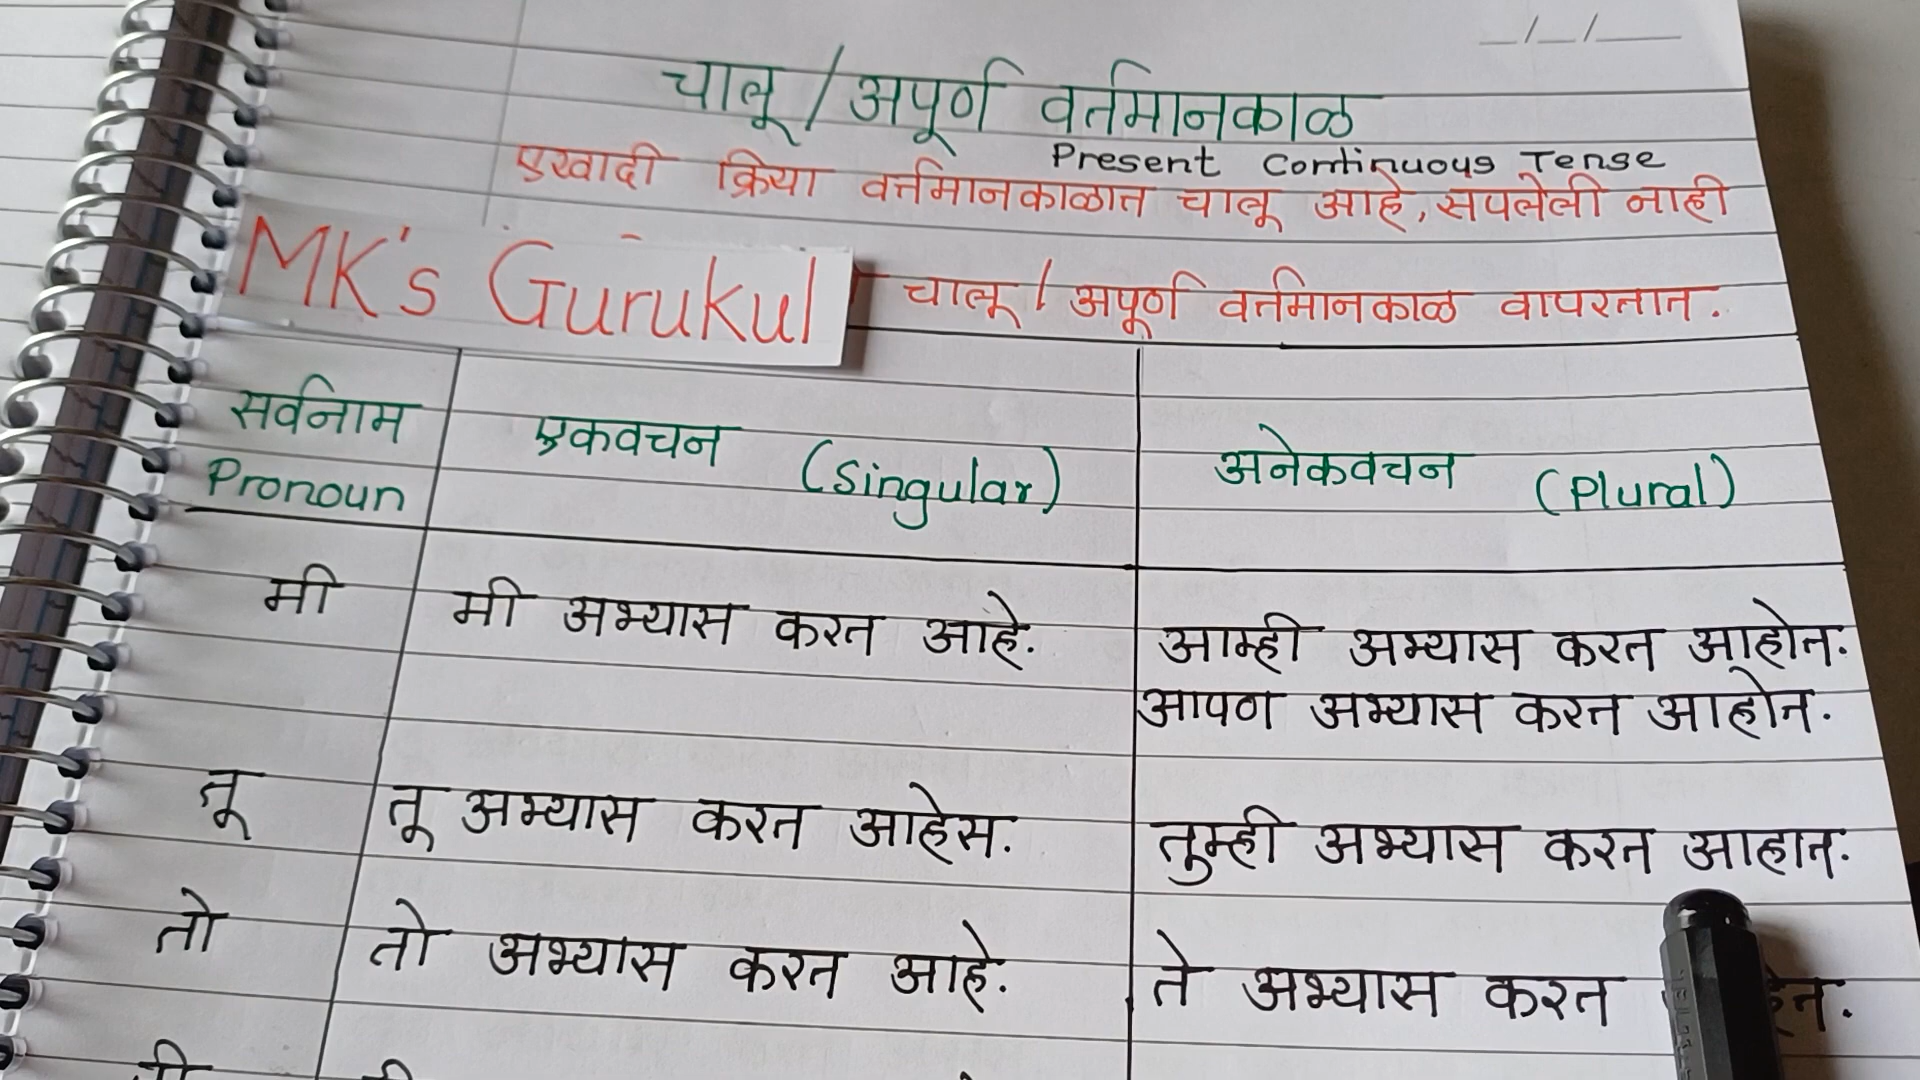 चालू / अपूर्ण वर्तमानकाळ
Present Continuous Tense
एखादी क्रिया वर्तमानकाळात चालू आहे, संपलेली नाही
MK's Gurukul चालू / अपूर्ण वर्तमानकाळ वापरतात.
सर्वनाम एकवचन (Singular) अनेकवचन (Plural)
Pronoun
मी मी अभ्यास करत आहे. आम्ही अभ्यास करत आहोत.
आपण अभ्यास करत आहोत.
तू तू अभ्यास करत आहेस. तुम्ही अभ्यास करत आहात.
तो तो अभ्यास करत आहे. ते अभ्यास करत